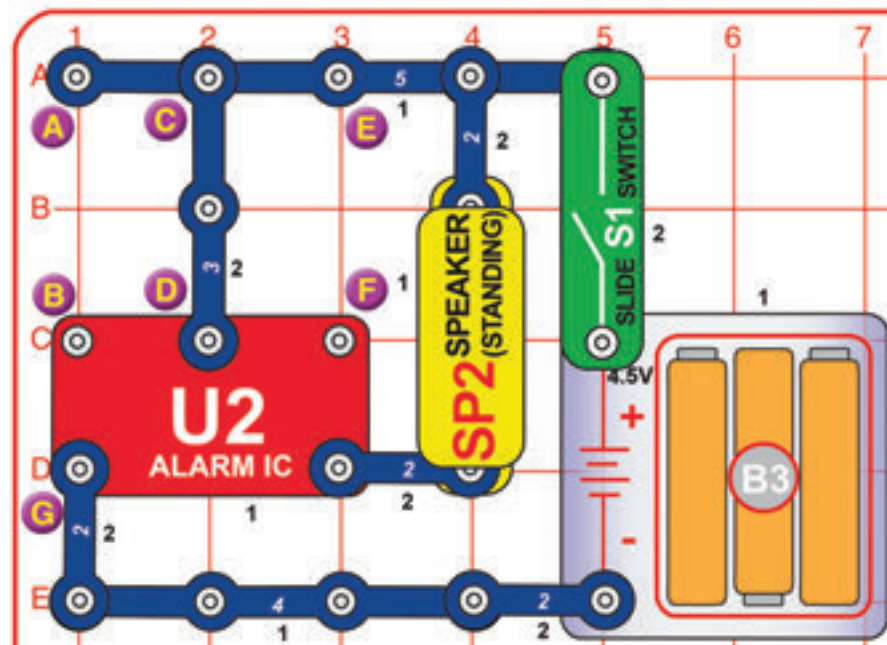 1 2 3 4 5 6 7
A 5
A C E 1 2 2
B
SPEAKER
(STANDING)
SP2
SLIDE S1 SWITCH
2
3 2
B D F 1
1
C
4.5V
U2
ALARM IC
+
B3
-
D 2
G 1 2
2 2
E 4 2
1 2